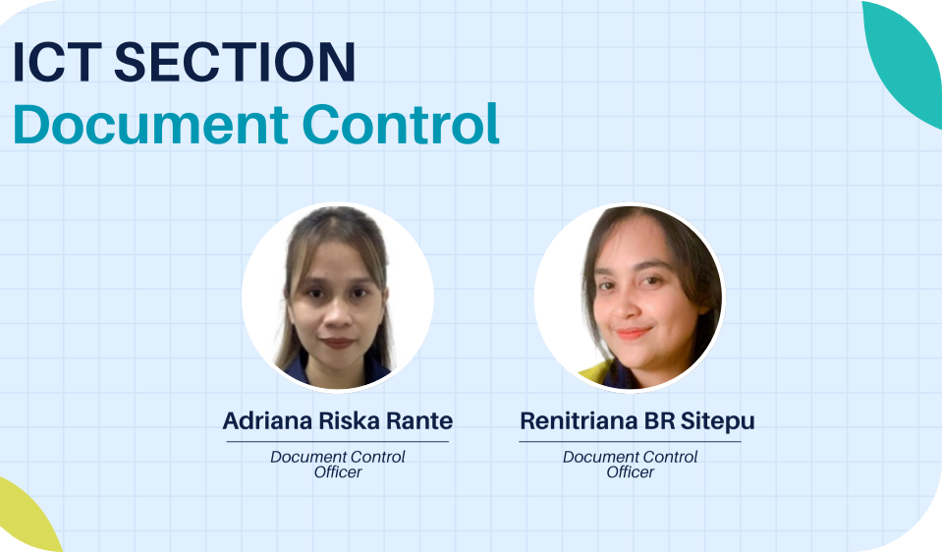 ICT SECTION
Document Control
Adriana Riska Rante
Document Control
Officer
Renitriana BR Sitepu
Document Control
Officer